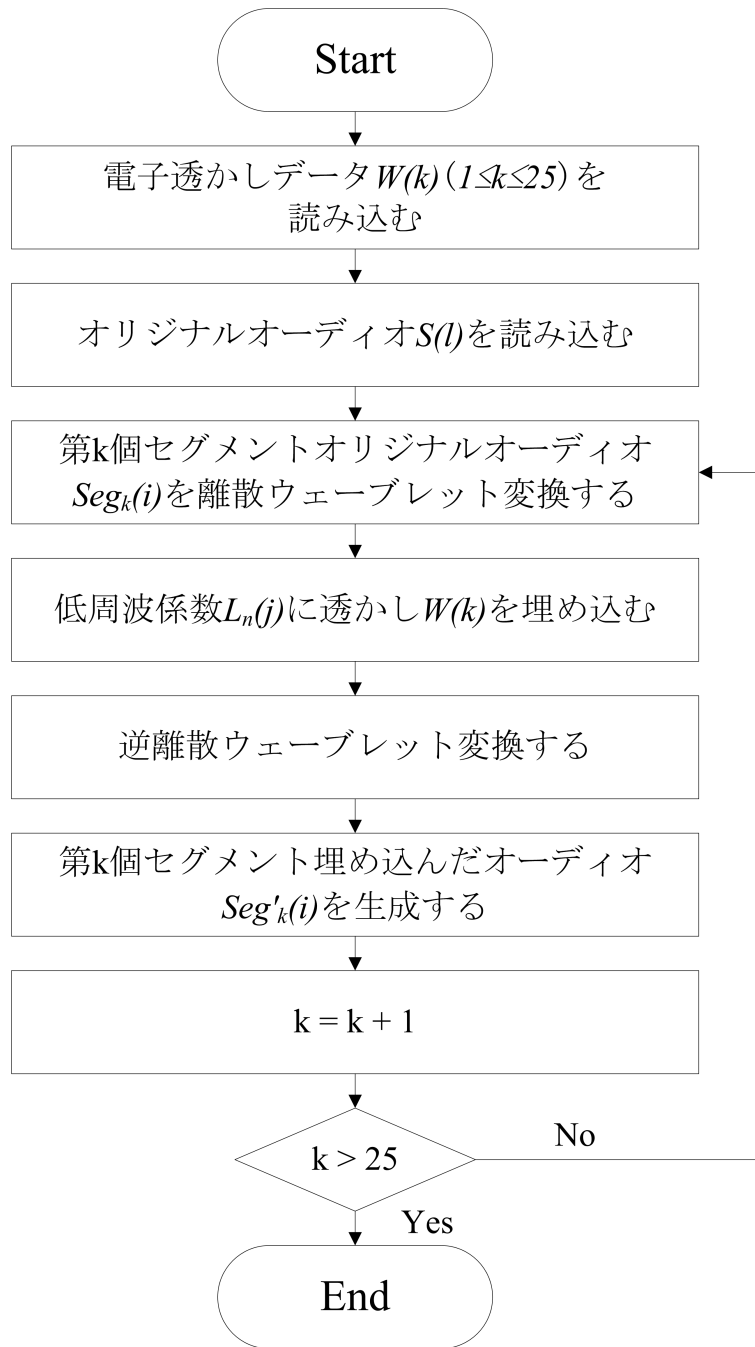 Start
電子透かしデータW(k)(1≤k≤25)を
読み込む
オリジナルオーディオS(l)を読み込む
第k個セグメントオリジナルオーディオ
Segk(i)を離散ウェーブレット変換する
低周波係数Ln(j)に透かしW(k)を埋め込む
逆離散ウェーブレット変換する
第k個セグメント埋め込んだオーディオ
Seg'k(i)を生成する
k = k + 1
k > 25
No
Yes
End